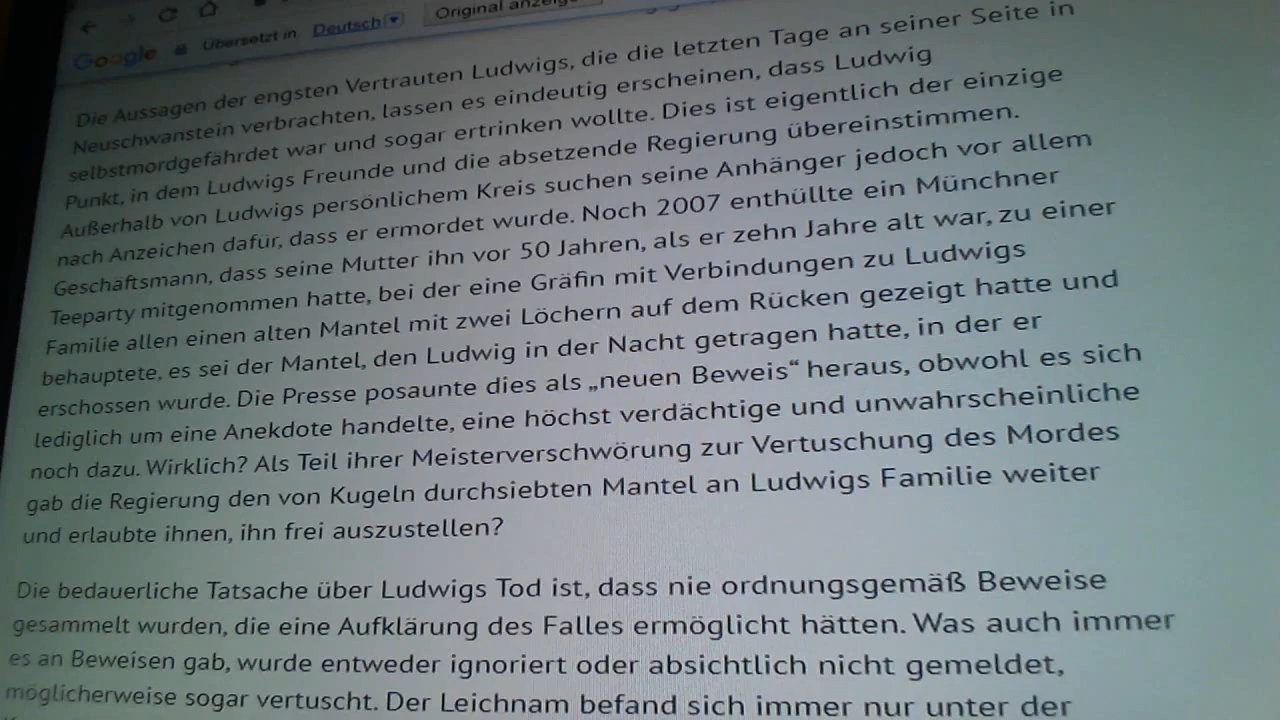 Original anzeige
Google Übersetzt in Deutsch
Die Aussagen der engsten Vertrauten Ludwigs, die die letzten Tage an seiner Seite in
Neuschwanstein verbrachten, lassen es eindeutig erscheinen, dass Ludwig
selbstmordgefährdet war und sogar ertrinken wollte. Dies ist eigentlich der einzige
Punkt, in dem Ludwigs Freunde und die absetzende Regierung übereinstimmen.
Außerhalb von Ludwigs persönlichem Kreis suchen seine Anhänger jedoch vor allem
nach Anzeichen dafür, dass er ermordet wurde. Noch 2007 enthüllte ein Münchner
Geschäftsmann, dass seine Mutter ihn vor 50 Jahren, als er zehn Jahre alt war, zu einer
Teeparty mitgenommen hatte, bei der eine Gräfin mit Verbindungen zu Ludwigs
Familie allen einen alten Mantel mit zwei Löchern auf dem Rücken gezeigt hatte und
behauptete, es sei der Mantel, den Ludwig in der Nacht getragen hatte, in der er
erschossen wurde. Die Presse posaunte dies als „neuen Beweis“ heraus, obwohl es sich
lediglich um eine Anekdote handelte, eine höchst verdächtige und unwahrscheinliche
noch dazu. Wirklich? Als Teil ihrer Meisterverschwörung zur Vertuschung des Mordes
gab die Regierung den von Kugeln durchsiebten Mantel an Ludwigs Familie weiter
und erlaubte ihnen, ihn frei auszustellen?
Die bedauerliche Tatsache über Ludwigs Tod ist, dass nie ordnungsgemäß Beweise
gesammelt wurden, die eine Aufklärung des Falles ermöglicht hätten. Was auch immer
es an Beweisen gab, wurde entweder ignoriert oder absichtlich nicht gemeldet,
möglicherweise sogar vertuscht. Der Leichnam befand sich immer nur unter der